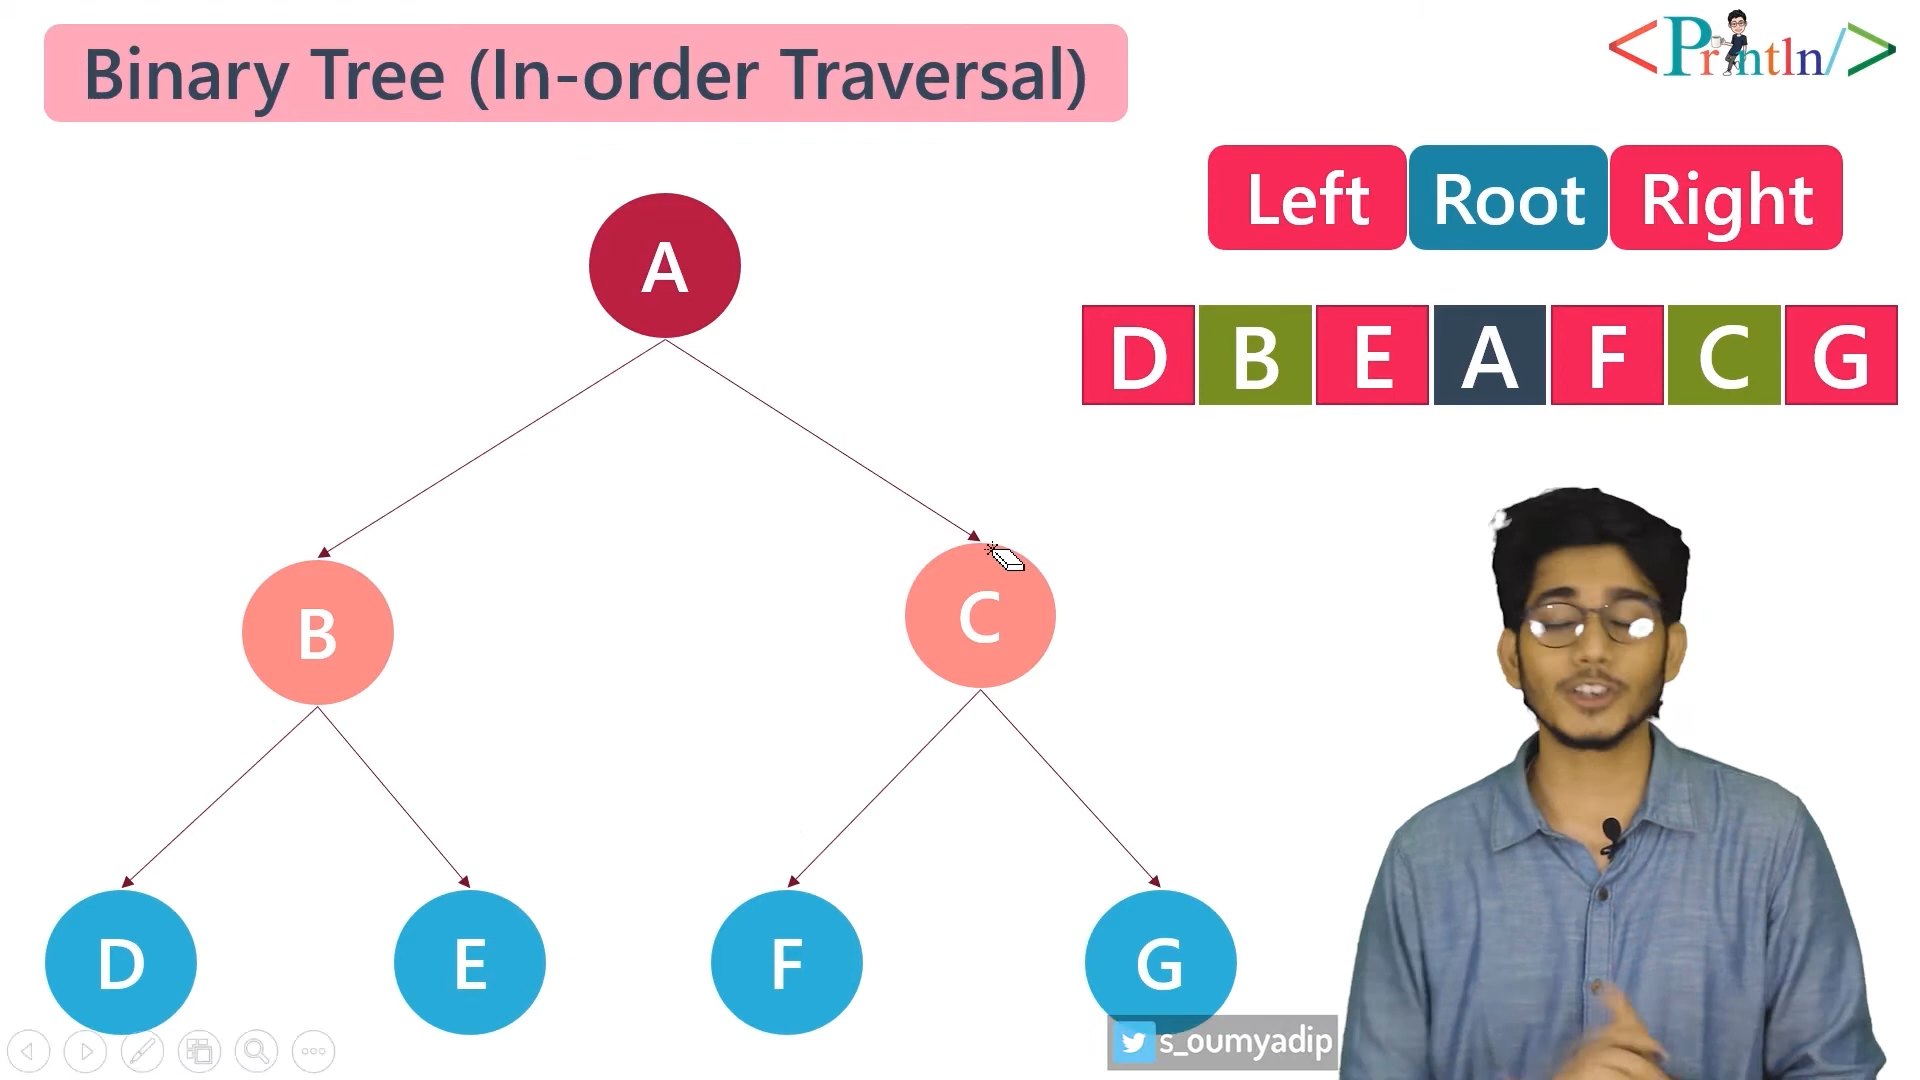 Binary Tree (In-order Traversal)
<Println/>
Left Root Right
D B E A F C G
A
B C
D E F G
s_oumyadip